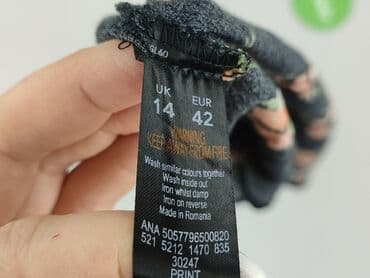 UK EUR
14 42
WARNING
KEEP AWAY FROM FIRE
Wash similar colours together
Wash inside out
Iron whilst damp
Iron on reverse
Made in Romania
ANA 5057796500820
521 5212 1470 835
30247
PRINT